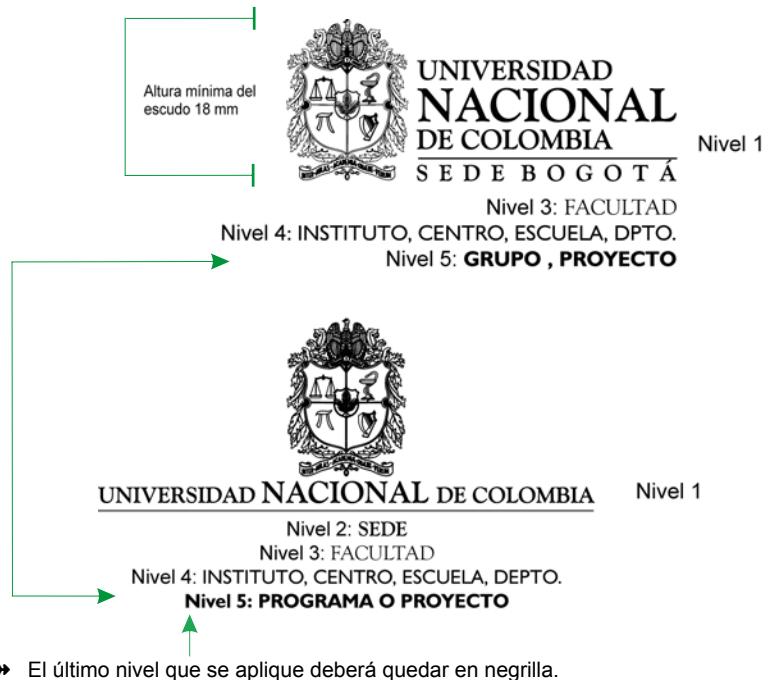 Altura mínima del
escudo 18 mm
UNIVERSIDAD
NACIONAL
DE COLOMBIA
SEDE BOGOTÁ
Nivel 1
Nivel 3: FACULTAD
Nivel 4: INSTITUTO, CENTRO, ESCUELA, DPTO.
Nivel 5: GRUPO , PROYECTO
UNIVERSIDAD NACIONAL DE COLOMBIA
Nivel 1
Nivel 2: SEDE
Nivel 3: FACULTAD
Nivel 4: INSTITUTO, CENTRO, ESCUELA, DEPTO.
Nivel 5: PROGRAMA O PROYECTO
El último nivel que se aplique deberá quedar en negrilla.